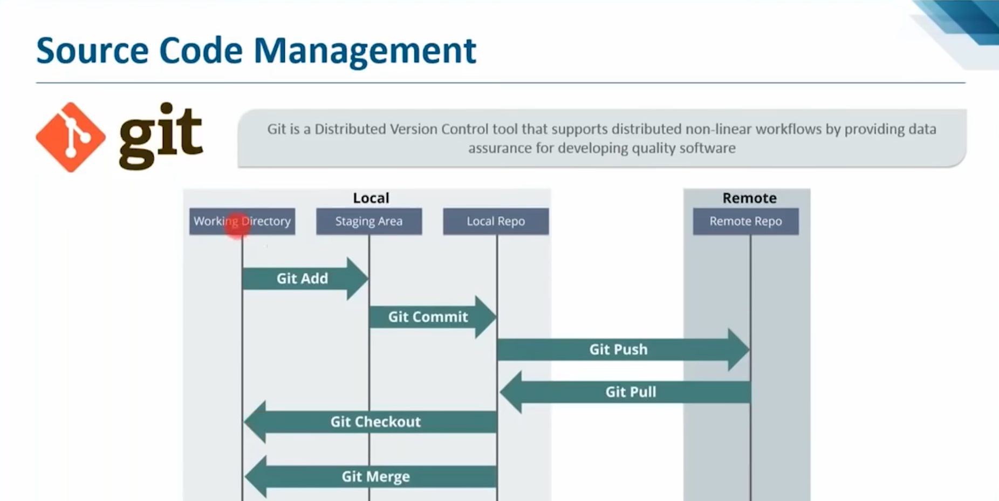 Source Code Management
git
Git is a Distributed Version Control tool that supports distributed non-linear workflows by providing data
assurance for developing quality software
Local
Remote
Working Directory
Staging Area
Local Repo
Remote Repo
Git Add
Git Commit
Git Push
Git Pull
Git Checkout
Git Merge